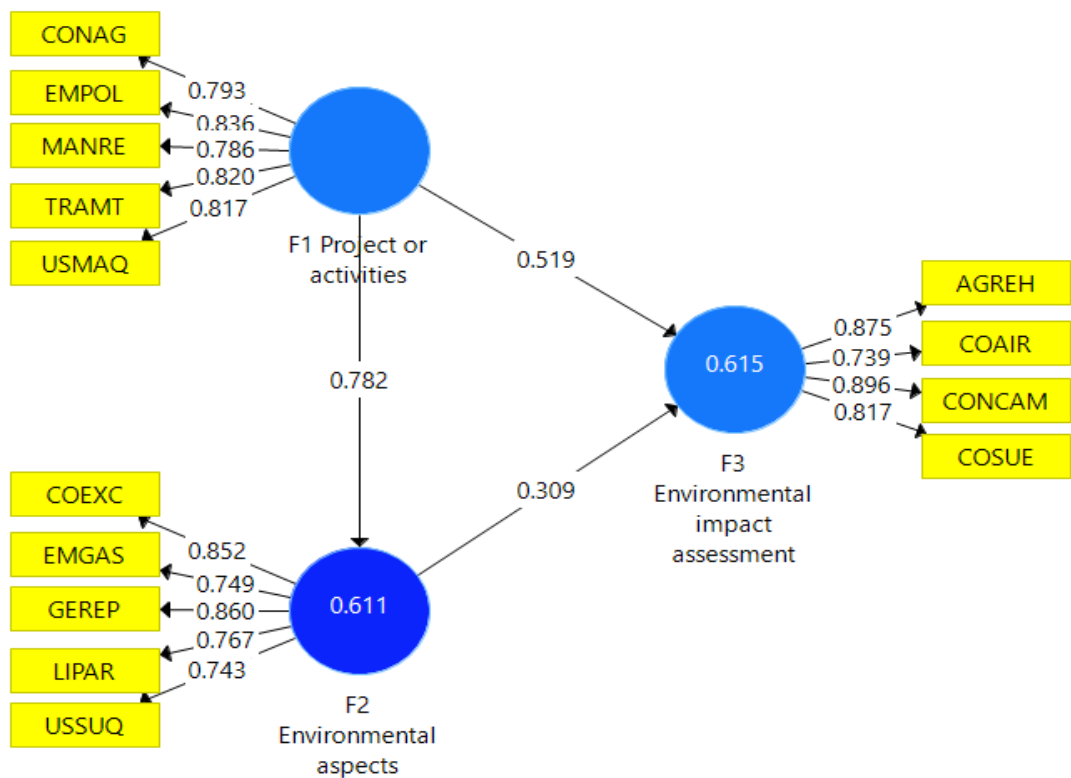 CONAG
EMPOL
MANRE
TRAMT
USMAQ
0.793
0.836
0.786
0.820
0.817
F1 Project or
activities
0.519
0.782
0.309
AGREH
COAIR
CONCAM
COSUE
0.875
0.739
0.896
0.817
0.615
F3
Environmental
impact
assessment
COEXC
EMGAS
GEREP
LIPAR
USSUQ
0.852
0.749
0.860
0.767
0.743
0.611
F2
Environmental
aspects